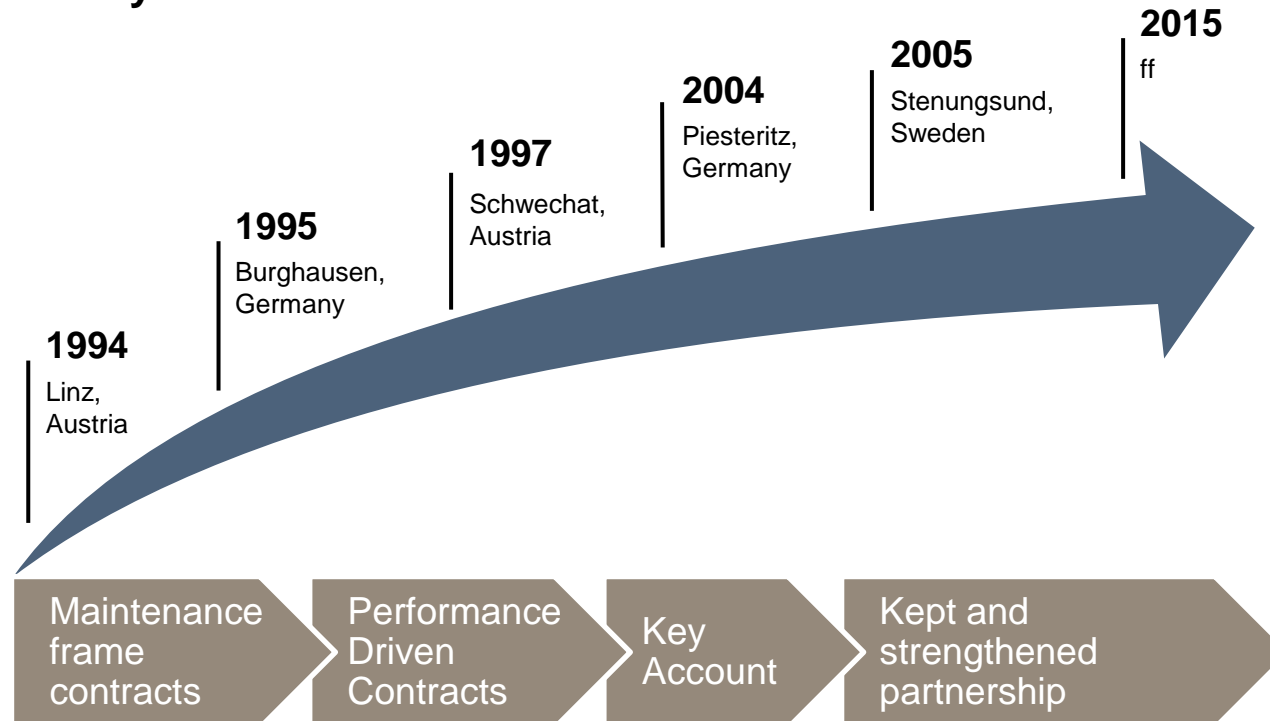 2015
ff
2005
Stenungsund,
Sweden
2004
Piesteritz,
Germany
1997
Schwechat,
Austria
1995
Burghausen,
Germany
1994
Linz,
Austria
Maintenance
frame
contracts
Performance
Driven
Contracts
Key
Account
Kept and
strengthened
partnership